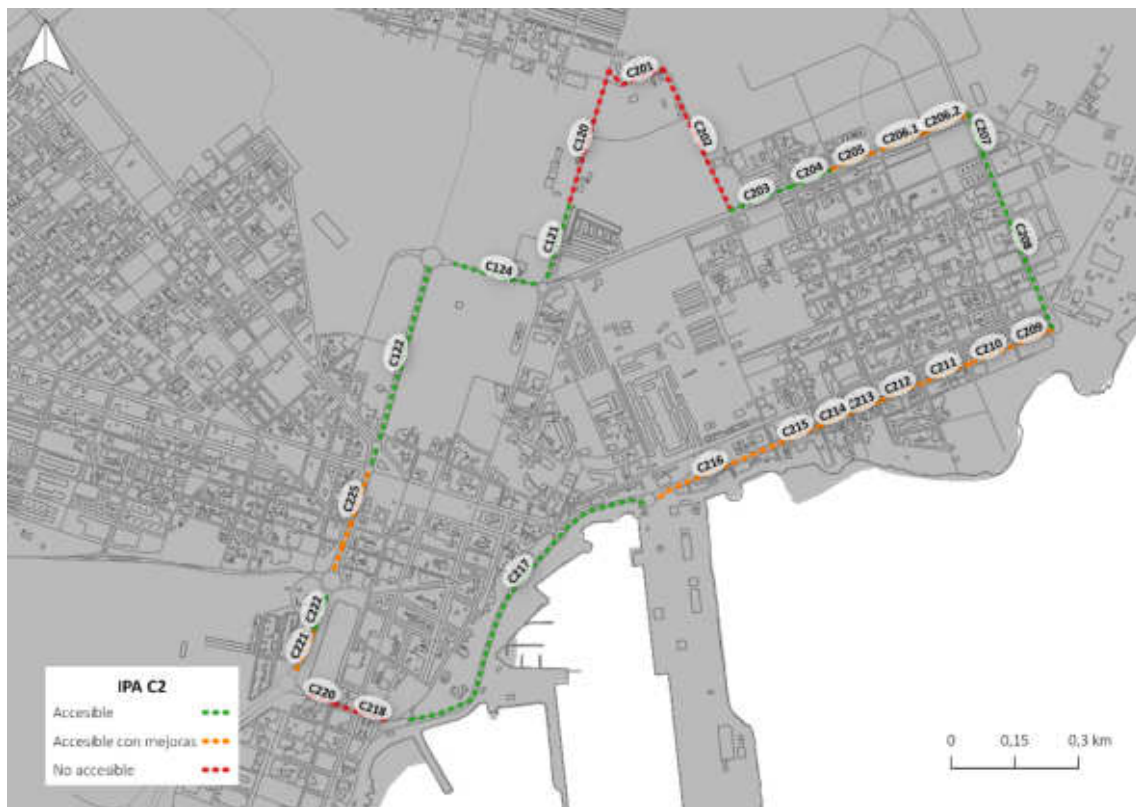 C201
C120
C202
C206.2
C206.1
C207
C205
C204
C203
C121
C208
C124
C122
C209
C210
C211
C212
C213
C214
C215
C216
C225
C217
C222
C221
C220
C218
IPA C2
Accesible
Accesible con mejoras
No accesible
0 0,15 0,3 km